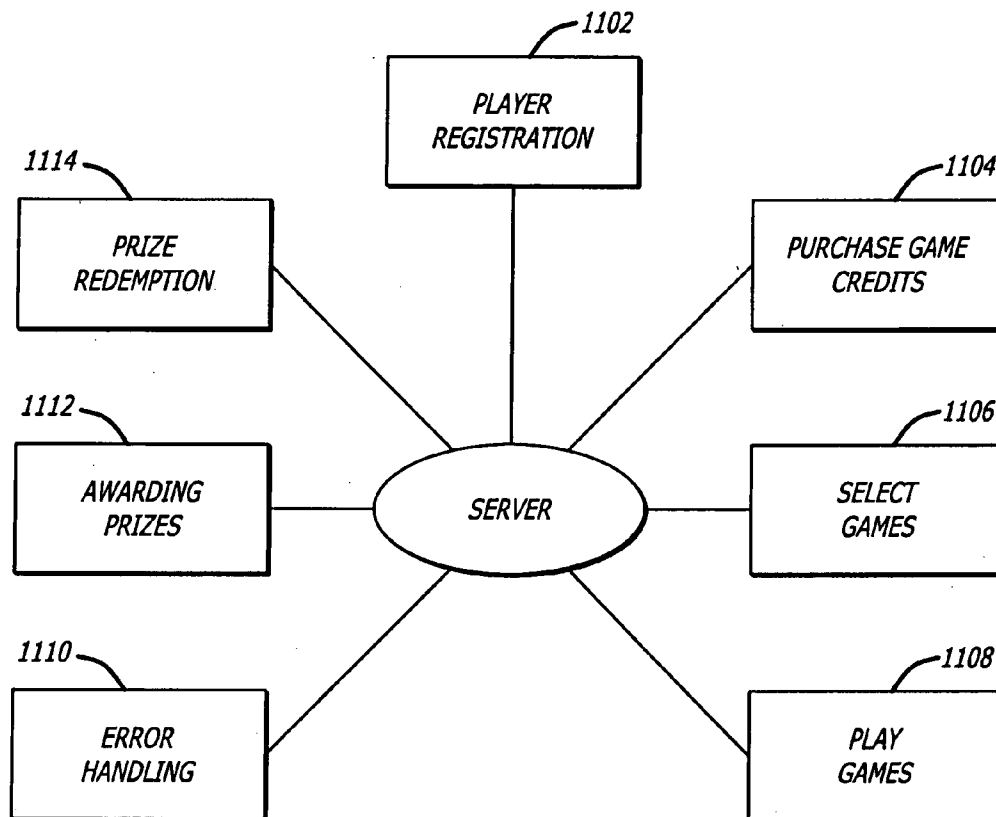 1102
PLAYER
REGISTRATION
1114
PRIZE
REDEMPTION
1104
PURCHASE GAME
CREDITS
1112
AWARDING
PRIZES
SERVER
1106
SELECT
GAMES
1110
ERROR
HANDLING
1108
PLAY
GAMES